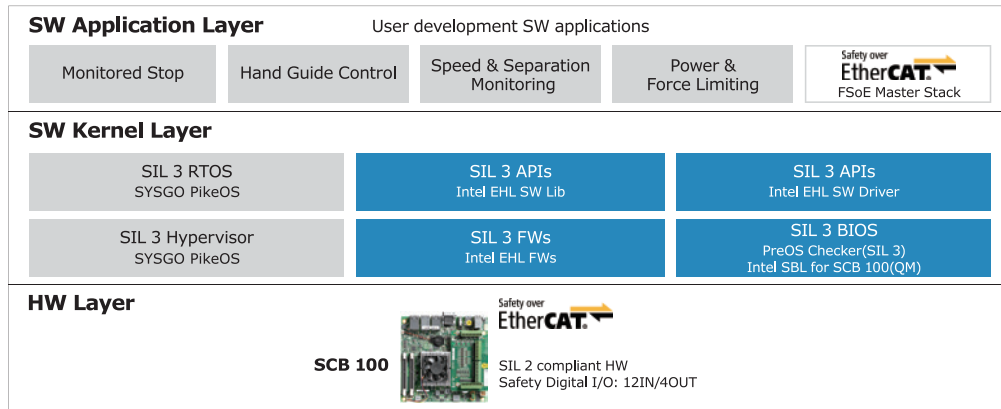 SW Application Layer
User development SW applications
Monitored Stop
Hand Guide Control
Speed & Separation
Monitoring
Power &
Force Limiting
Safety over
EtherCAT.
FSoE Master Stack
SW Kernel Layer
SIL 3 RTOS
SYSGO PikeOS
SIL 3 APIs
Intel EHL SW Lib
SIL 3 APIs
Intel EHL SW Driver
SIL 3 Hypervisor
SYSGO PikeOS
SIL 3 FWs
Intel EHL FWs
SIL 3 BIOS
PreOS Checker(SIL 3)
Intel SBL for SCB 100(QM)
HW Layer
Safety over
EtherCAT.
SCB 100
SIL 2 compliant HW
Safety Digital I/O: 12IN/4OUT